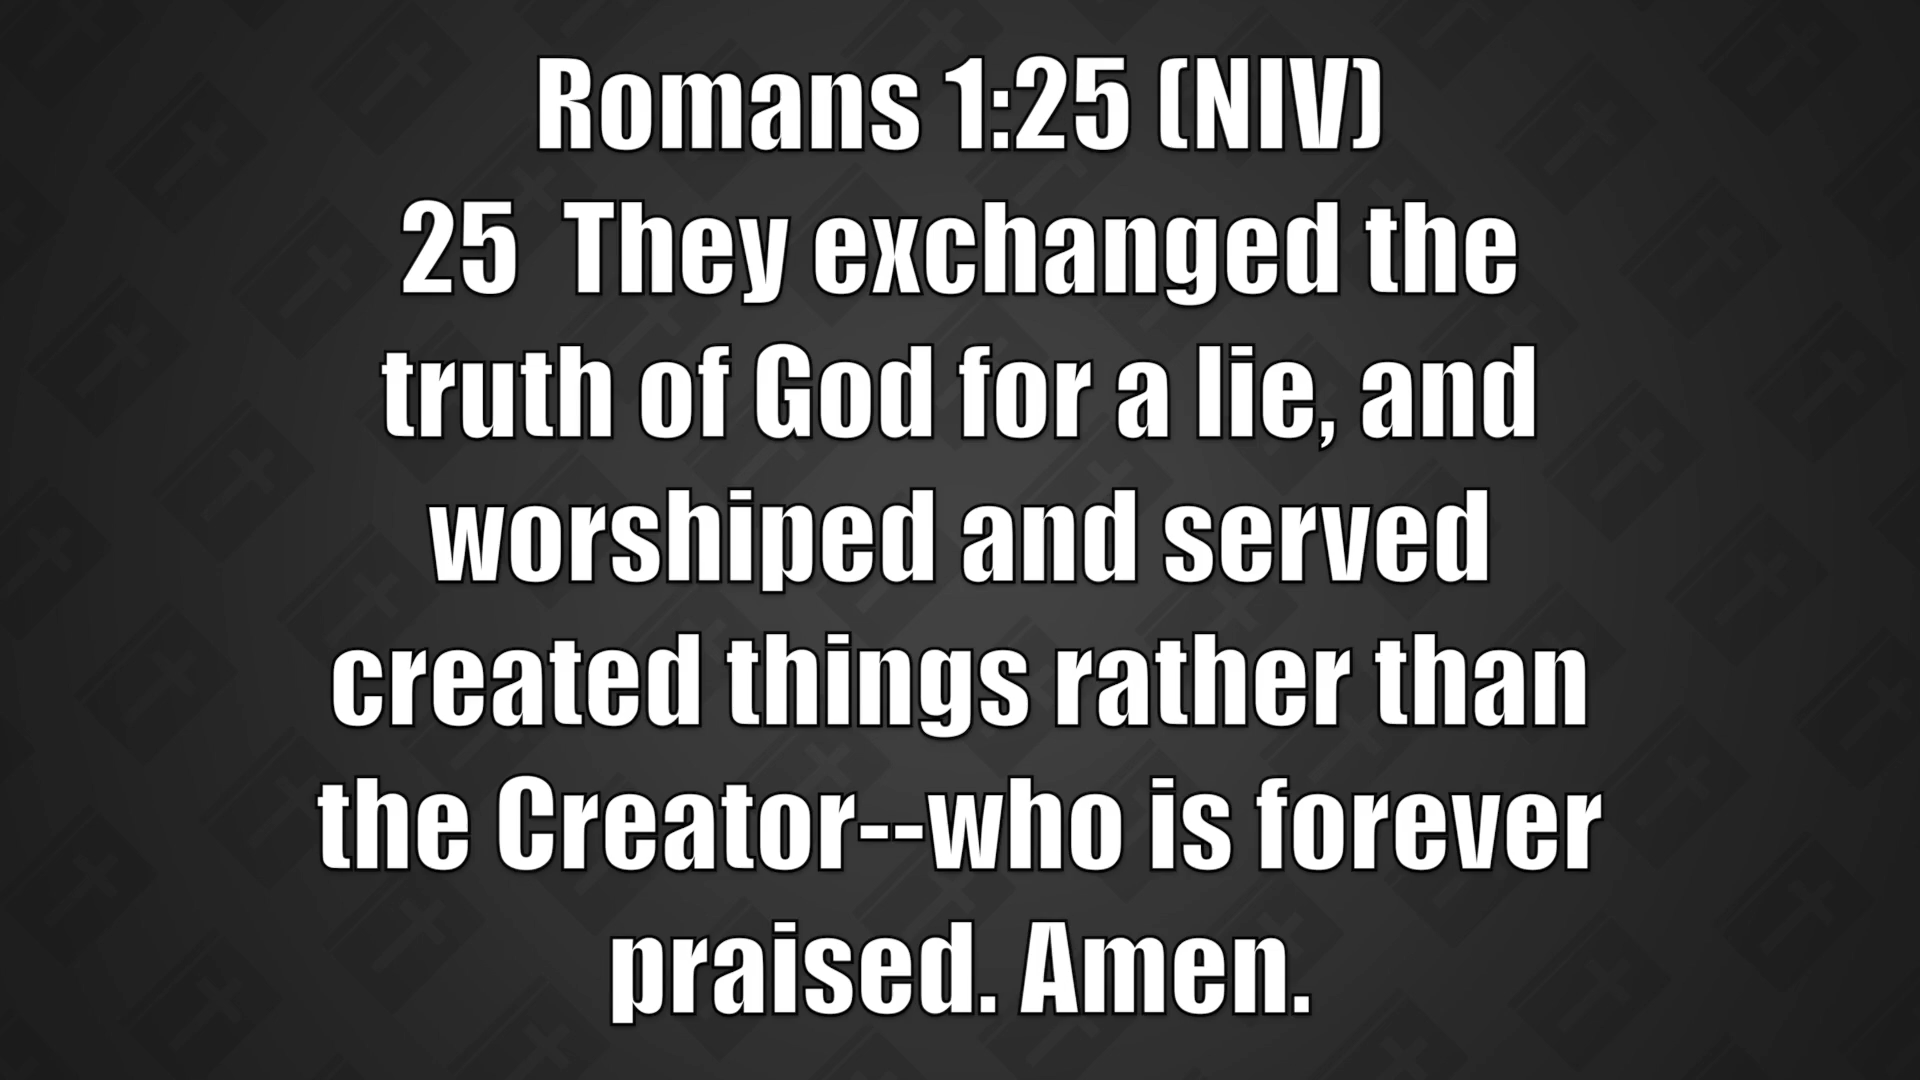 Romans 1:25 (NIV)
25  They exchanged the
truth of God for a lie, and
worshiped and served
created things rather than
the Creator--who is forever
praised. Amen.